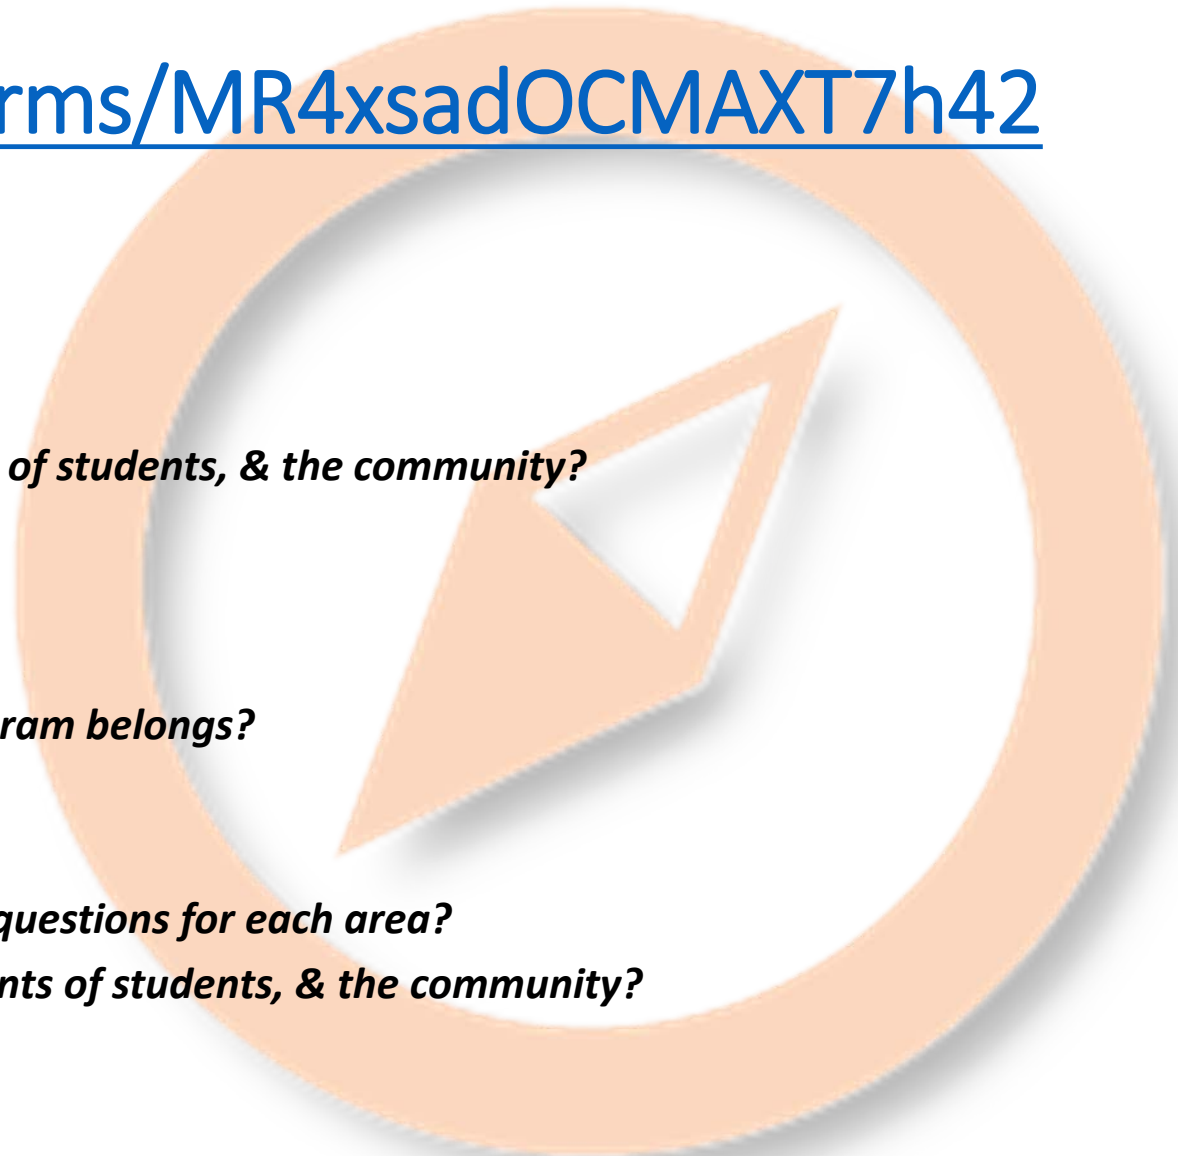 rms/MR4xsadOCMAXT7h42
of students, & the community?
ram belongs?
questions for each area?
nts of students, & the community?